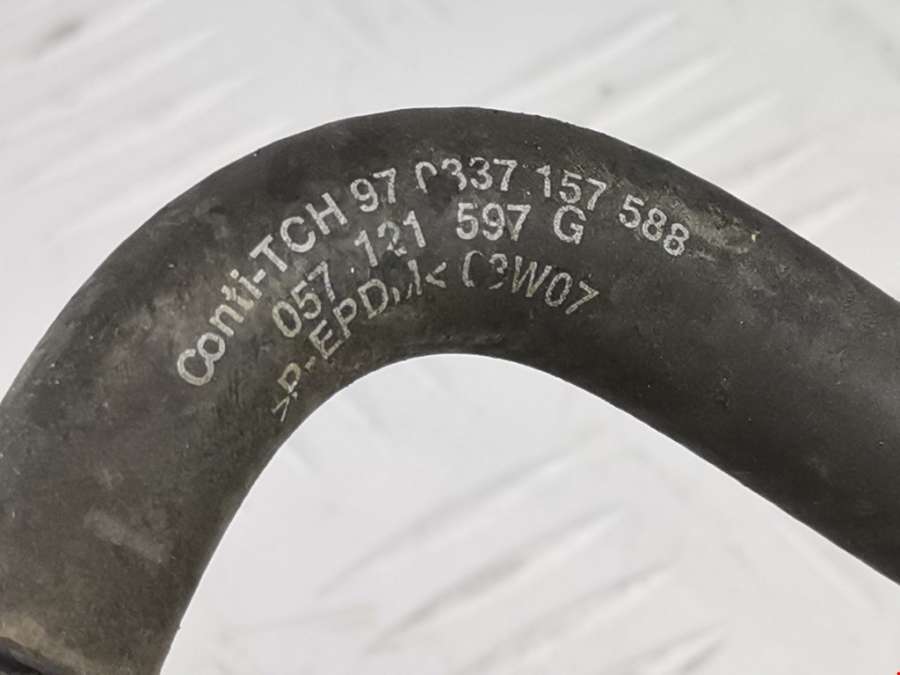 Conti-TCH 97 0337 157 588
057 121 597 G
>P-EPDM< 03W07